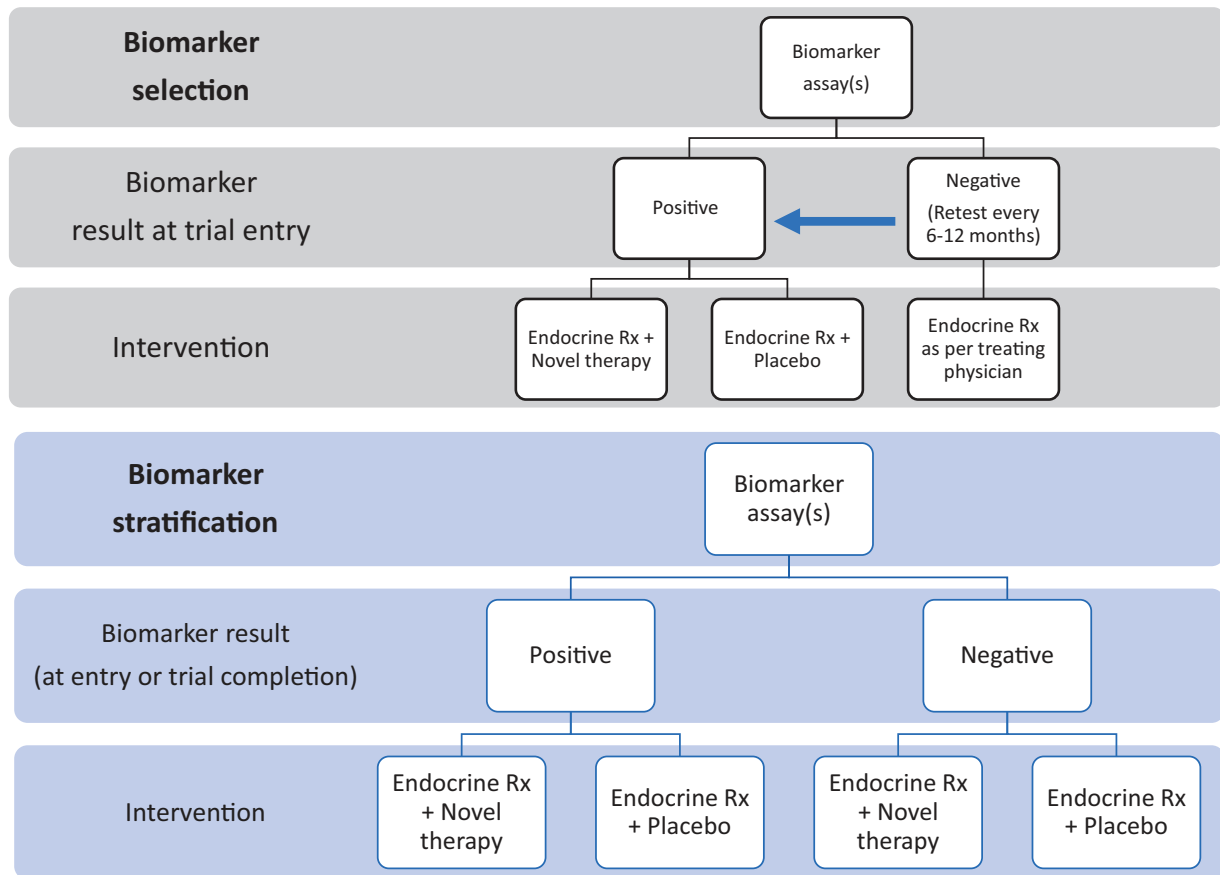 Biomarker
selection
Biomarker
assay(s)
Biomarker
result at trial entry
Positive
Negative
(Retest every
6-12 months)
Intervention
Endocrine Rx +
Novel therapy
Endocrine Rx +
Placebo
Endocrine Rx
as per treating
physician
Biomarker
stratification
Biomarker
assay(s)
Biomarker result
(at entry or trial completion)
Positive
Negative
Intervention
Endocrine Rx
+ Novel
therapy
Endocrine Rx
+ Placebo
Endocrine Rx
+ Novel
therapy
Endocrine Rx
+ Placebo